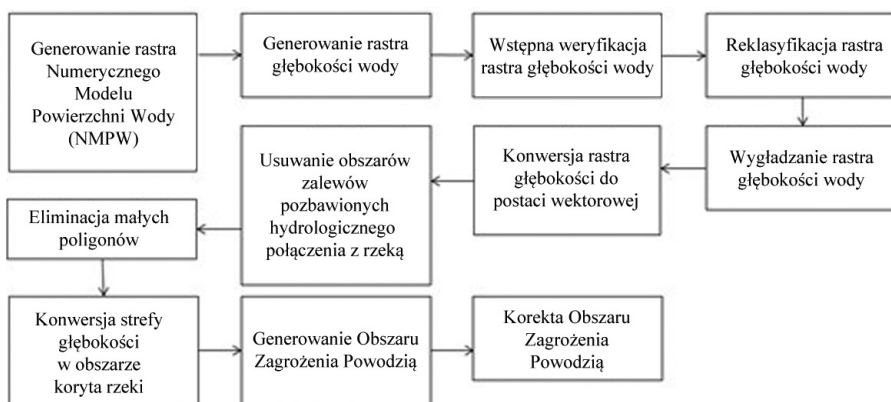 Generowanie rastra
Numerycznego
Modelu
Powierzchni Wody
(NMPW)
Generowanie rastra
głębokości wody
Wstępna weryfikacja
rastra głębokości wody
Reklasyfikacja rastra
głębokości wody
Wygładzanie rastra
głębokości wody
Konwersja rastra
głębokości do
postaci wektorowej
Usuwanie obszarów
zalewów
pozbawionych
hydrologicznego
połączenia z rzeką
Eliminacja małych
poligonów
Konwersja strefy
głębokości
w obszarze
koryta rzeki
Generowanie Obszaru
Zagrożenia Powodzią
Korekta Obszaru
Zagrożenia
Powodzią